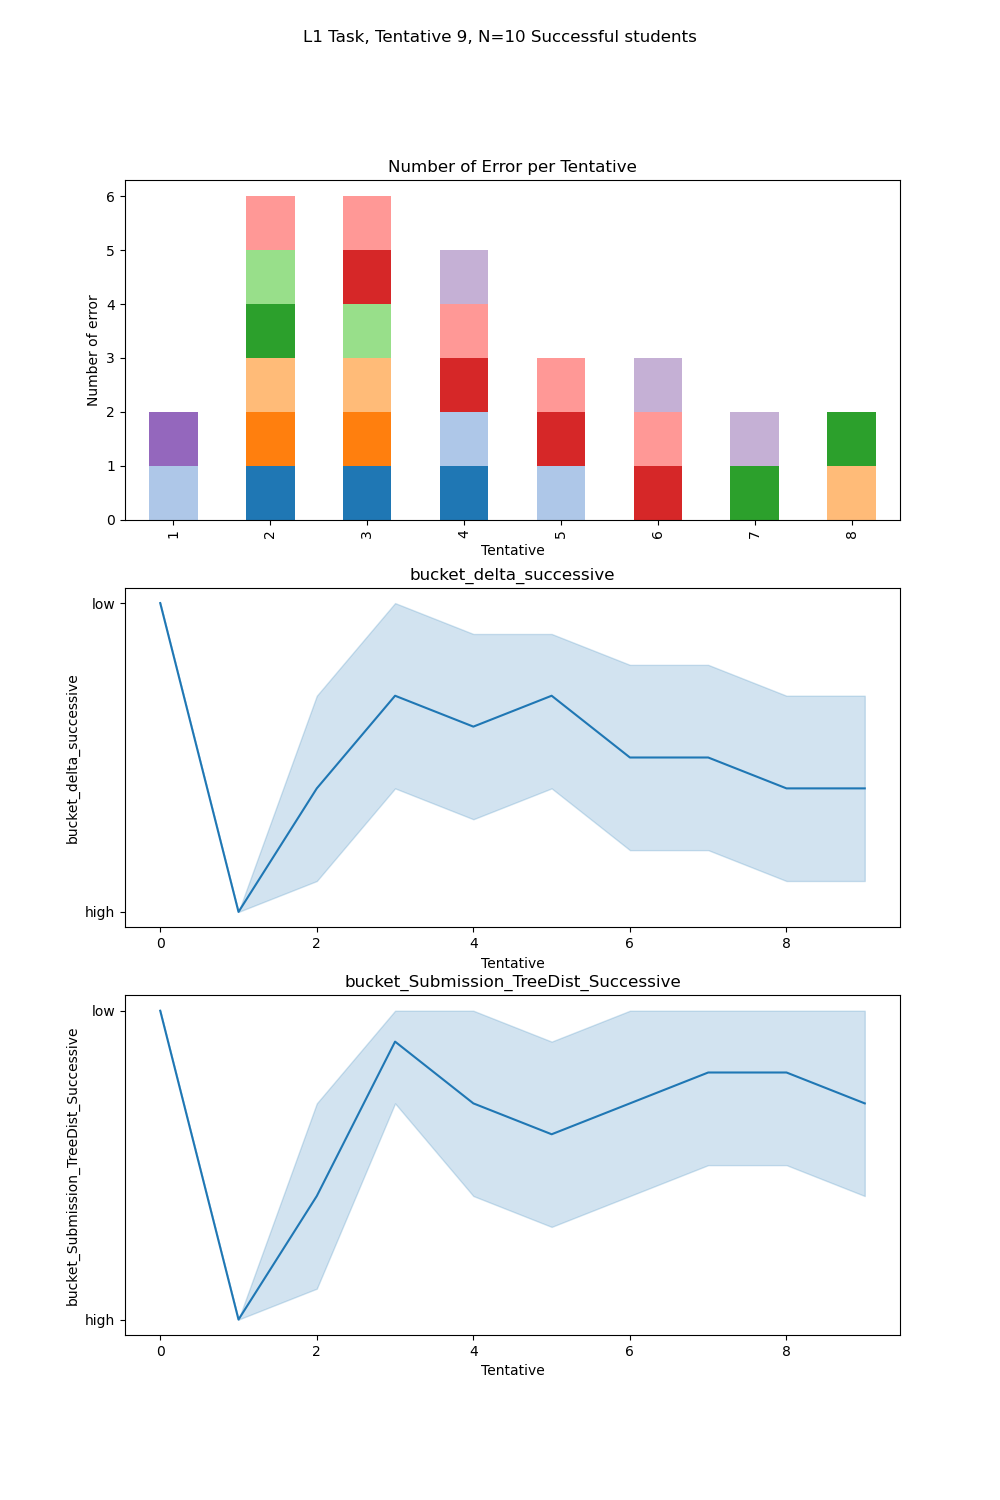 L1 Task, Tentative 9, N=10 Successful students
Number of Error per Tentative
6
5
4
3
2
1
0
Number of error
1 2 3 4 5 6 7 8
Tentative
bucket_delta_successive
low
high
bucket_delta_successive
0 2 4 6 8
Tentative
bucket_Submission_TreeDist_Successive
low
high
bucket_Submission_TreeDist_Successive
0 2 4 6 8
Tentative